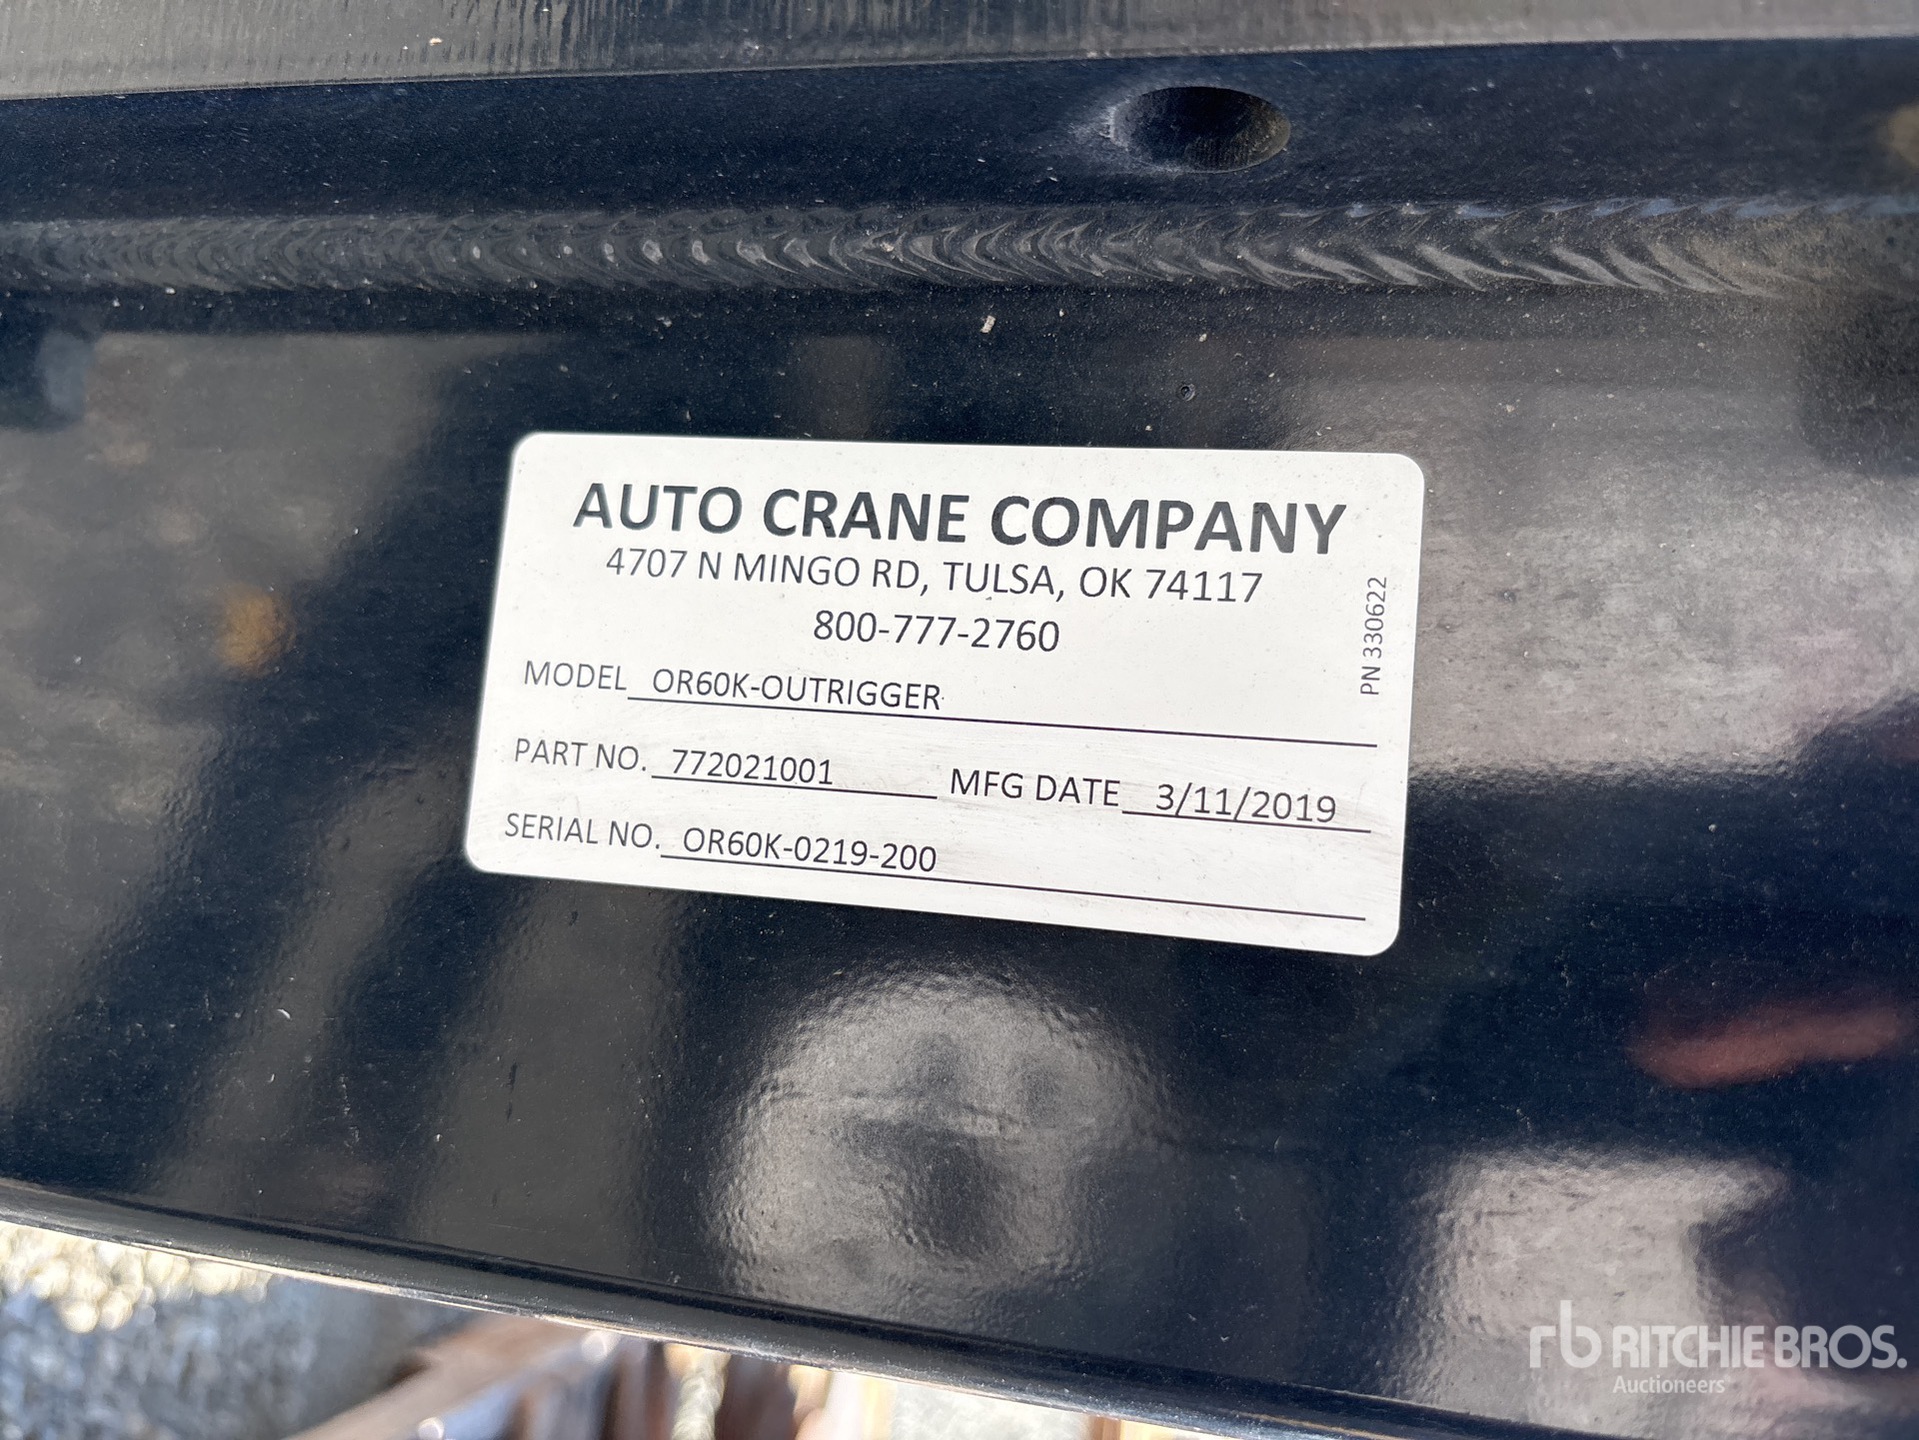 AUTO CRANE COMPANY
4707 N MINGO RD, TULSA, OK 74117
800-777-2760
MODEL OR60K-OUTRIGGER
PART NO. 772021001 MFG DATE 3/11/2019
SERIAL NO. OR60K-0219-200
PN 330622
rb RITCHIE BROS.
Auctioneers